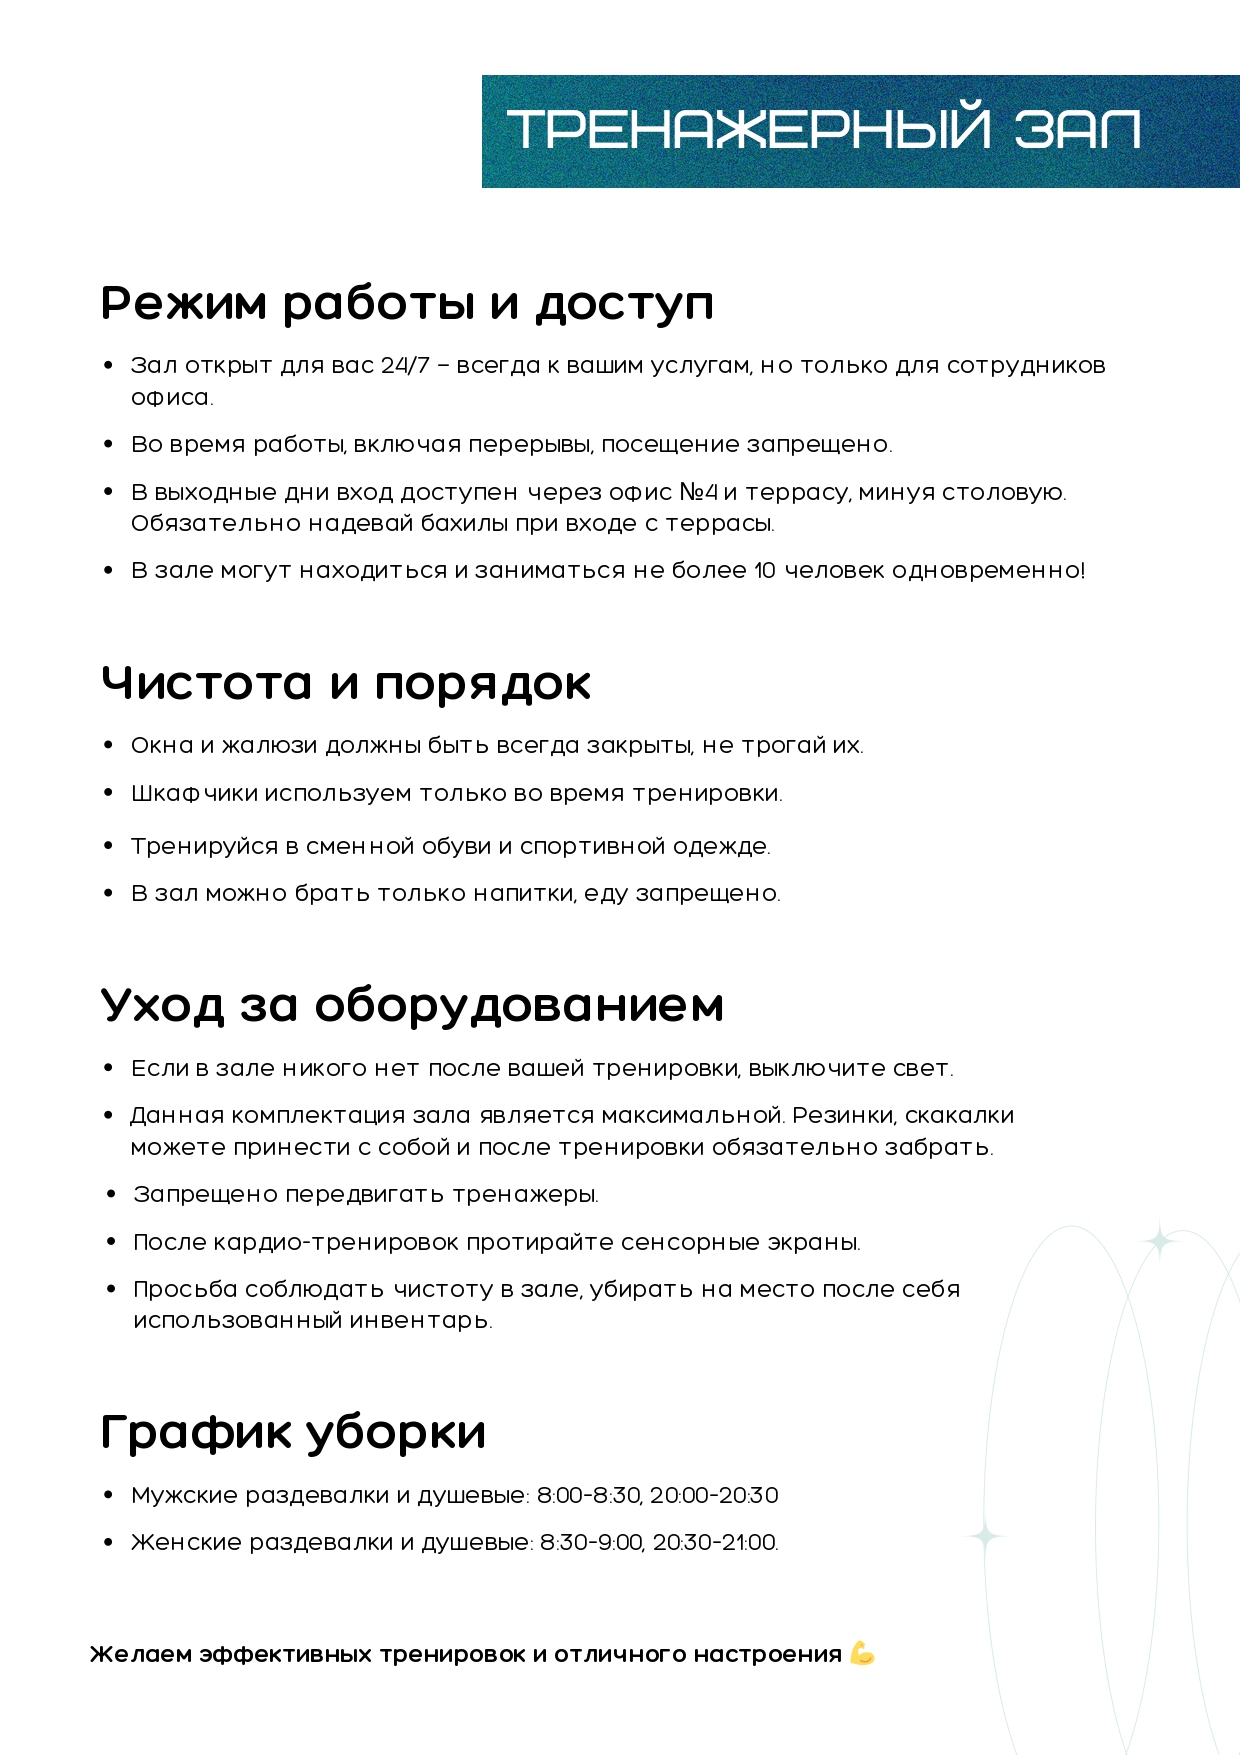 ТРЕНАЖЕРНЫЙ ЗАЛ
Режим работы и доступ
• Зал открыт для вас 24/7 – всегда к вашим услугам, но только для сотрудников
офиса.
• Во время работы, включая перерывы, посещение запрещено.
• В выходные дни вход доступен через офис №4 и террасу, минуя столовую.
Обязательно надевай бахилы при входе с террасы.
• В зале могут находиться и заниматься не более 10 человек одновременно!
Чистота и порядок
• Окна и жалюзи должны быть всегда закрыты, не трогай их.
• Шкафчики используем только во время тренировки.
• Тренируйся в сменной обуви и спортивной одежде.
• В зал можно брать только напитки, еду запрещено.
Уход за оборудованием
• Если в зале никого нет после вашей тренировки, выключите свет.
• Данная комплектация зала является максимальной. Резинки, скакалки
можете принести с собой и после тренировки обязательно забрать.
• Запрещено передвигать тренажеры.
• После кардио-тренировок протирайте сенсорные экраны.
• Просьба соблюдать чистоту в зале, убирать на место после себя
использованный инвентарь.
График уборки
• Мужские раздевалки и душевые: 8:00-8:30, 20:00-20:30
• Женские раздевалки и душевые: 8:30-9:00, 20:30-21:00.
Желаем эффективных тренировок и отличного настроения 💪